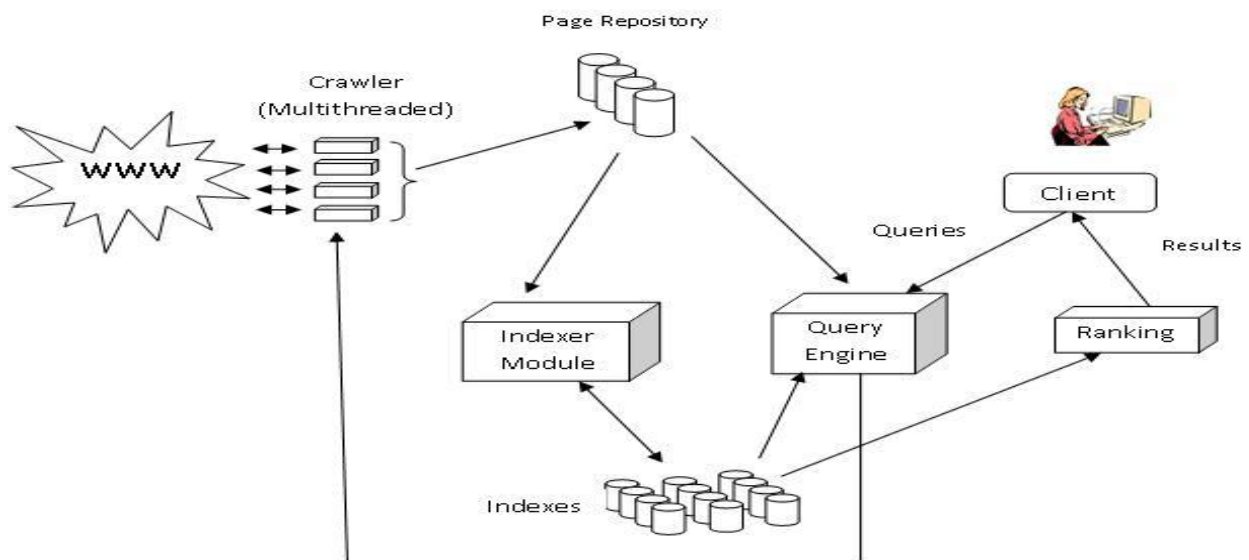 Page Repository
Crawler
(Multithreaded)
WWW
Client
Queries
Results
Indexer
Module
Query
Engine
Ranking
Indexes